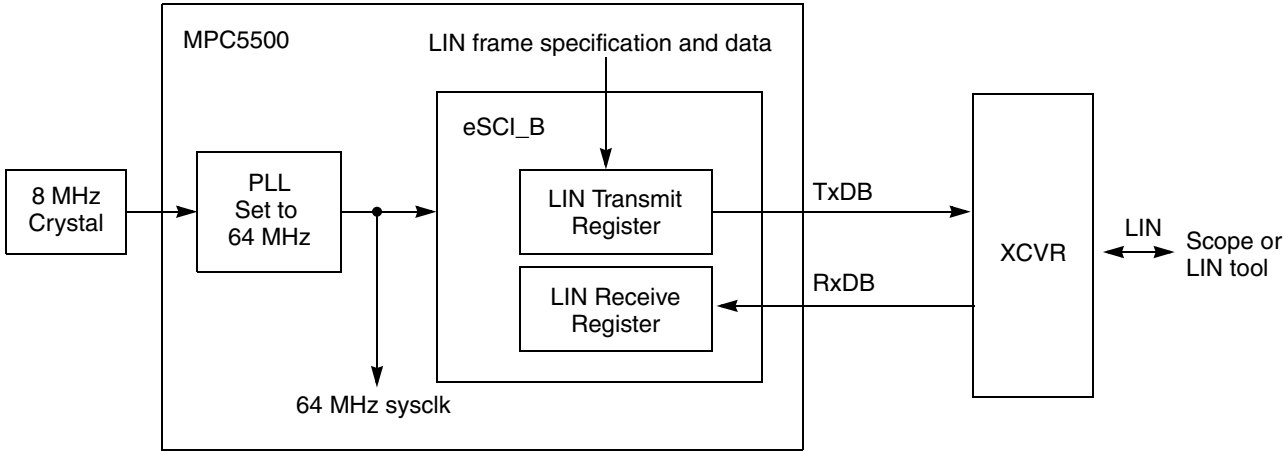 MPC5500
LIN frame specification and data
eSCI_B
8 MHz
Crystal
PLL
Set to
64 MHz
LIN Transmit
Register
TxDB
XCVR
LIN
Scope or
LIN tool
LIN Receive
Register
RxDB
64 MHz sysclk